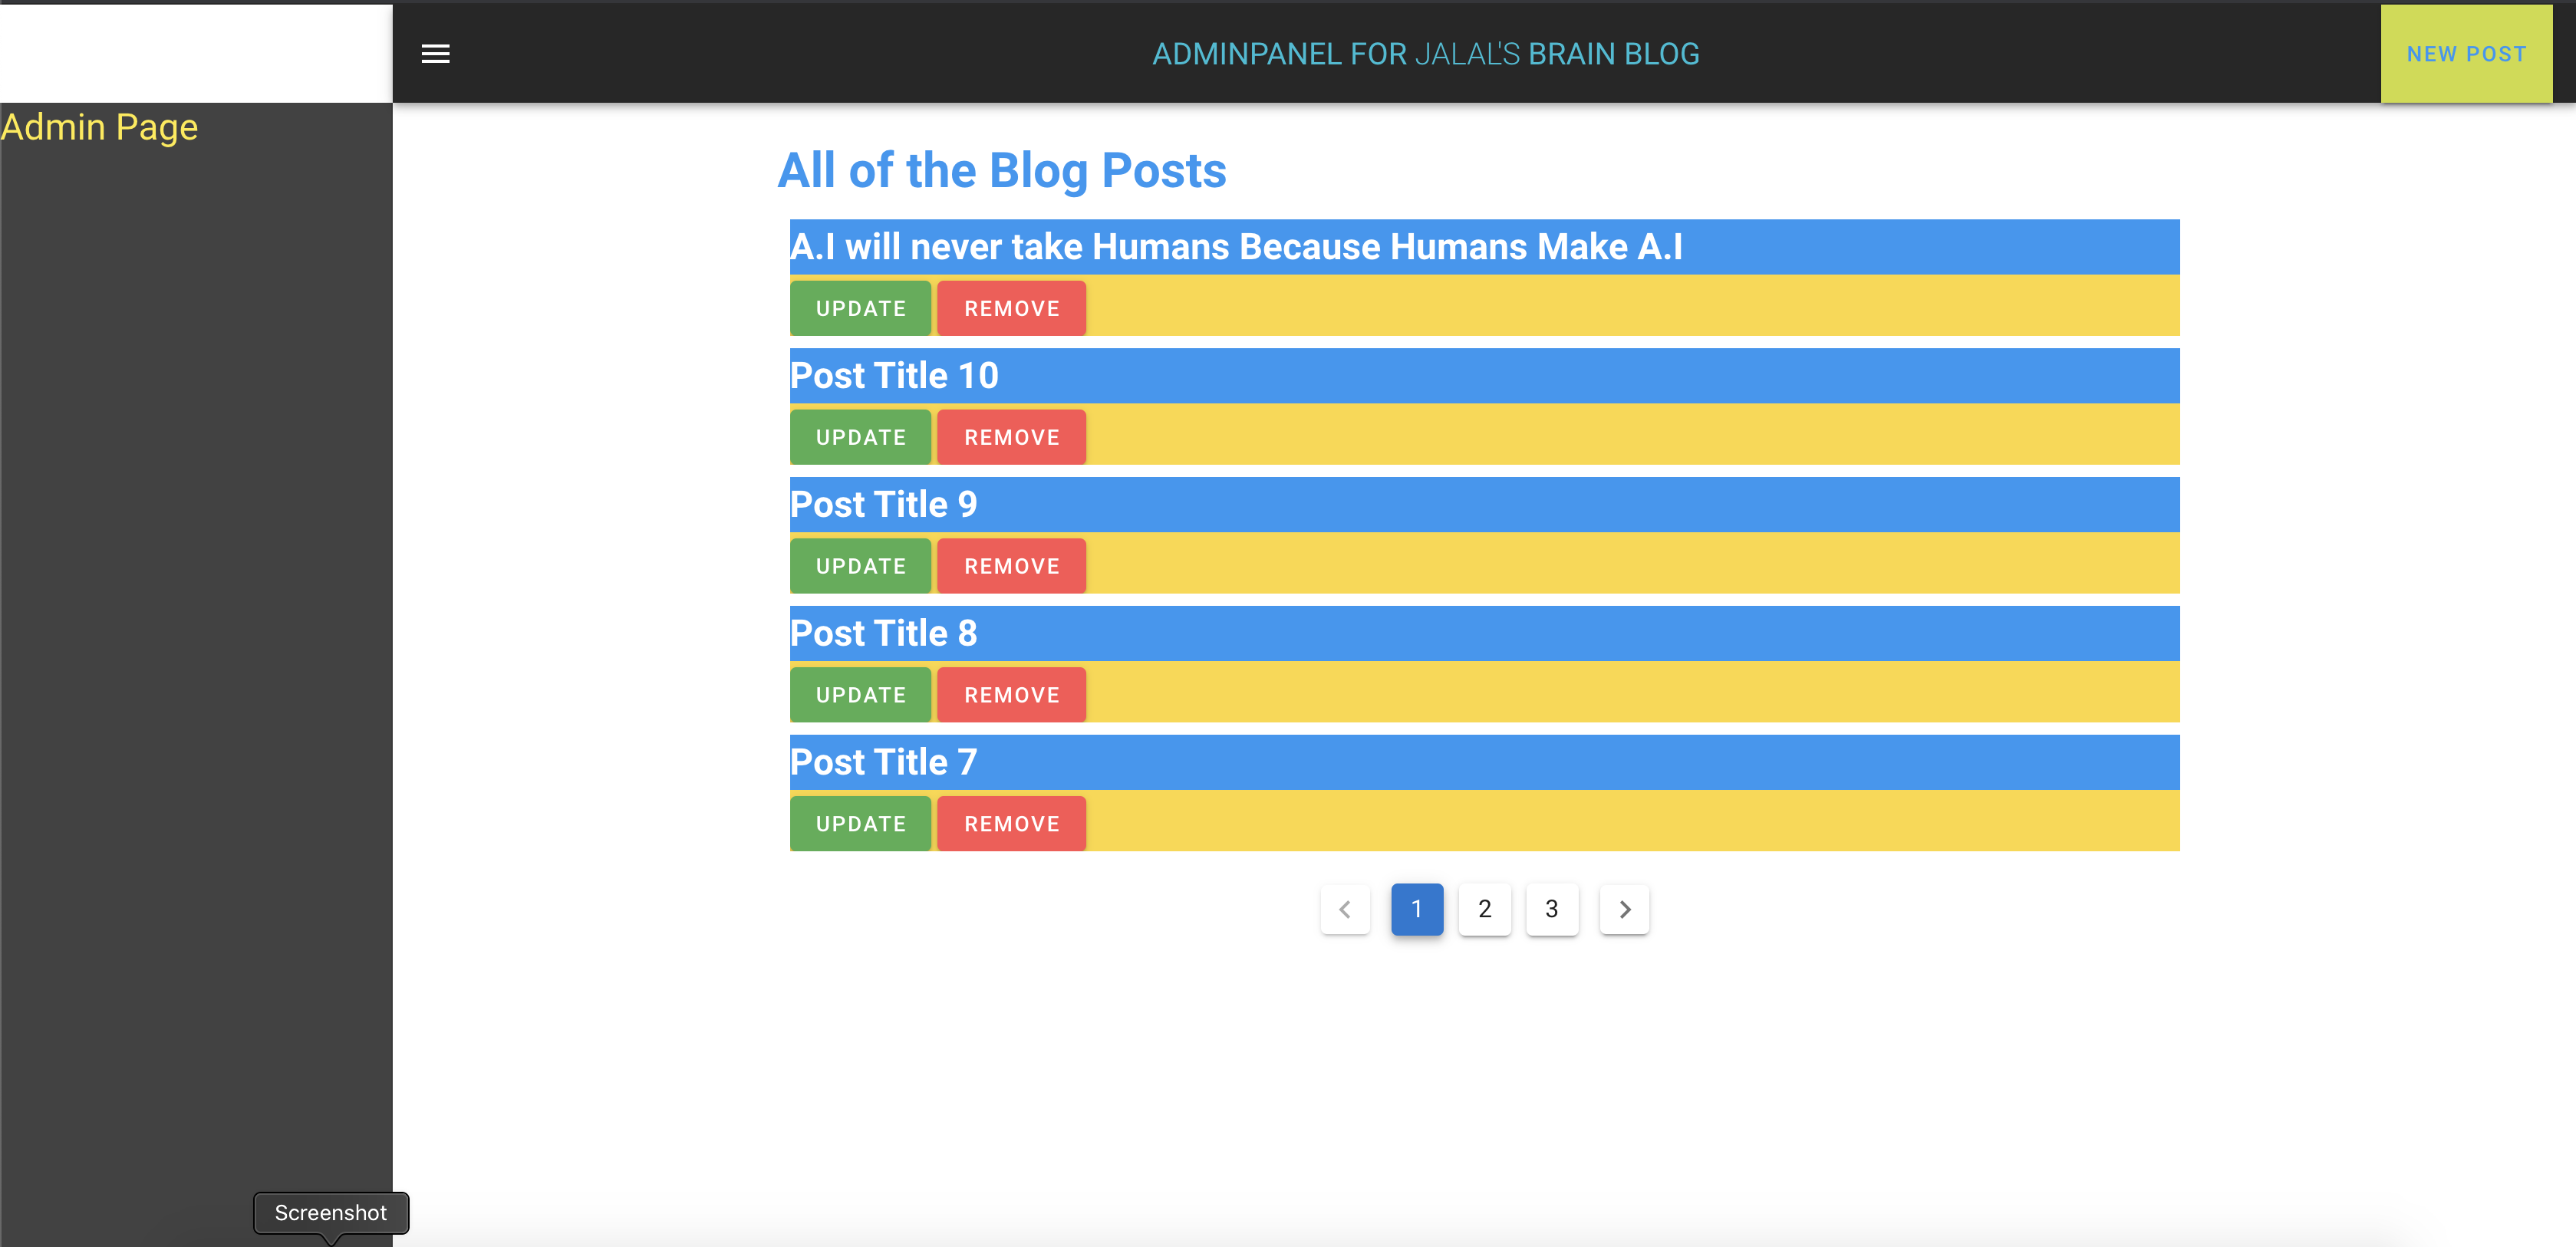 ADMINPANEL FOR JALAL'S BRAIN BLOG
NEW POST
Admin Page
All of the Blog Posts
A.I will never take Humans Because Humans Make A.I
UPDATE REMOVE
Post Title 10
UPDATE REMOVE
Post Title 9
UPDATE REMOVE
Post Title 8
UPDATE REMOVE
Post Title 7
UPDATE REMOVE
1 2 3
Screenshot